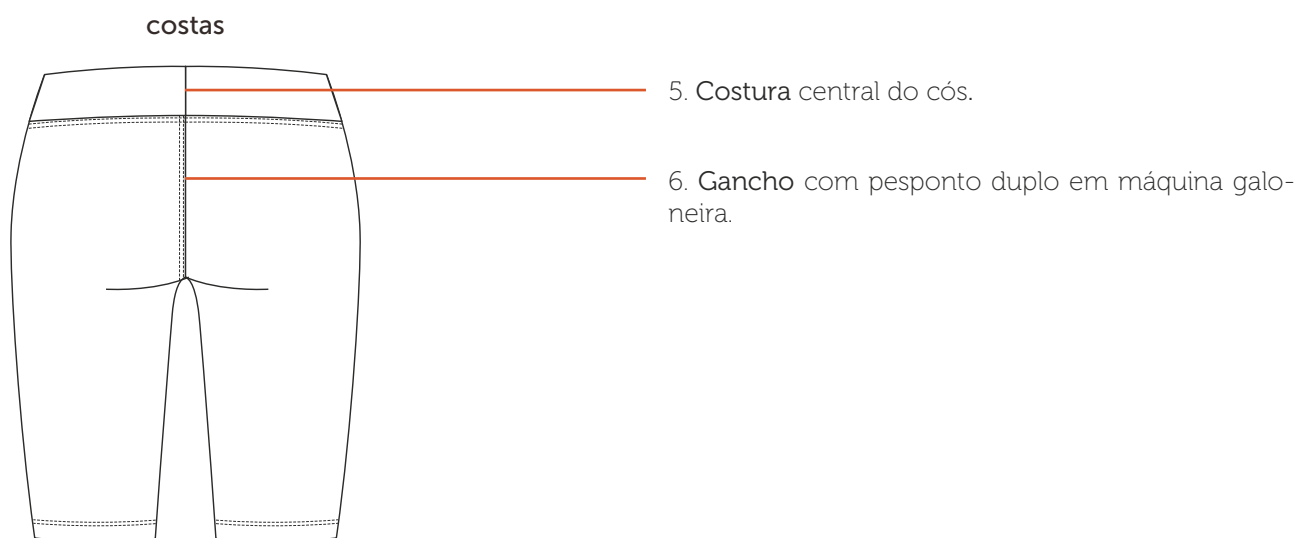 costas
5. Costura central do cós.
6. Gancho com pesponto duplo em máquina galo-
neira.